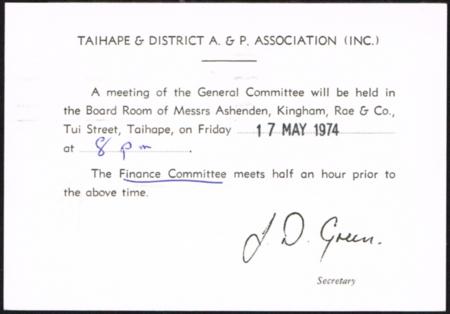 TAIHAPE & DISTRICT A. & P. ASSOCIATION (INC.)
A meeting of the General Committee will be held in
the Board Room of Messrs Ashenden, Kingham, Rae & Co.,
Tui Street, Taihape, on Friday 17 MAY 1974
at 8 pm.
The Finance Committee meets half an hour prior to
the above time.
J. D. Green.
Secretary